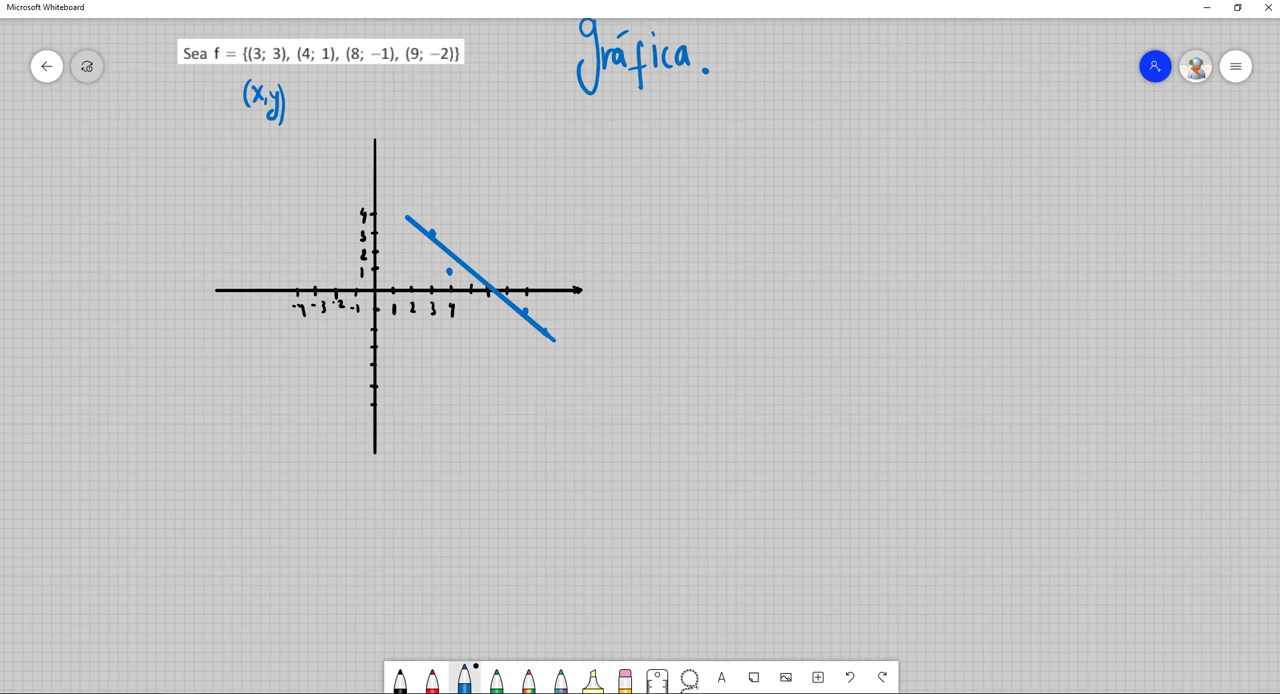 Microsoft Whiteboard
Sea f = {(3; 3), (4; 1), (8; −1), (9; −2)}
gráfica.
(x,y)
4
3
2
1
-4 -3 -2 -1 1 2 3 4
A